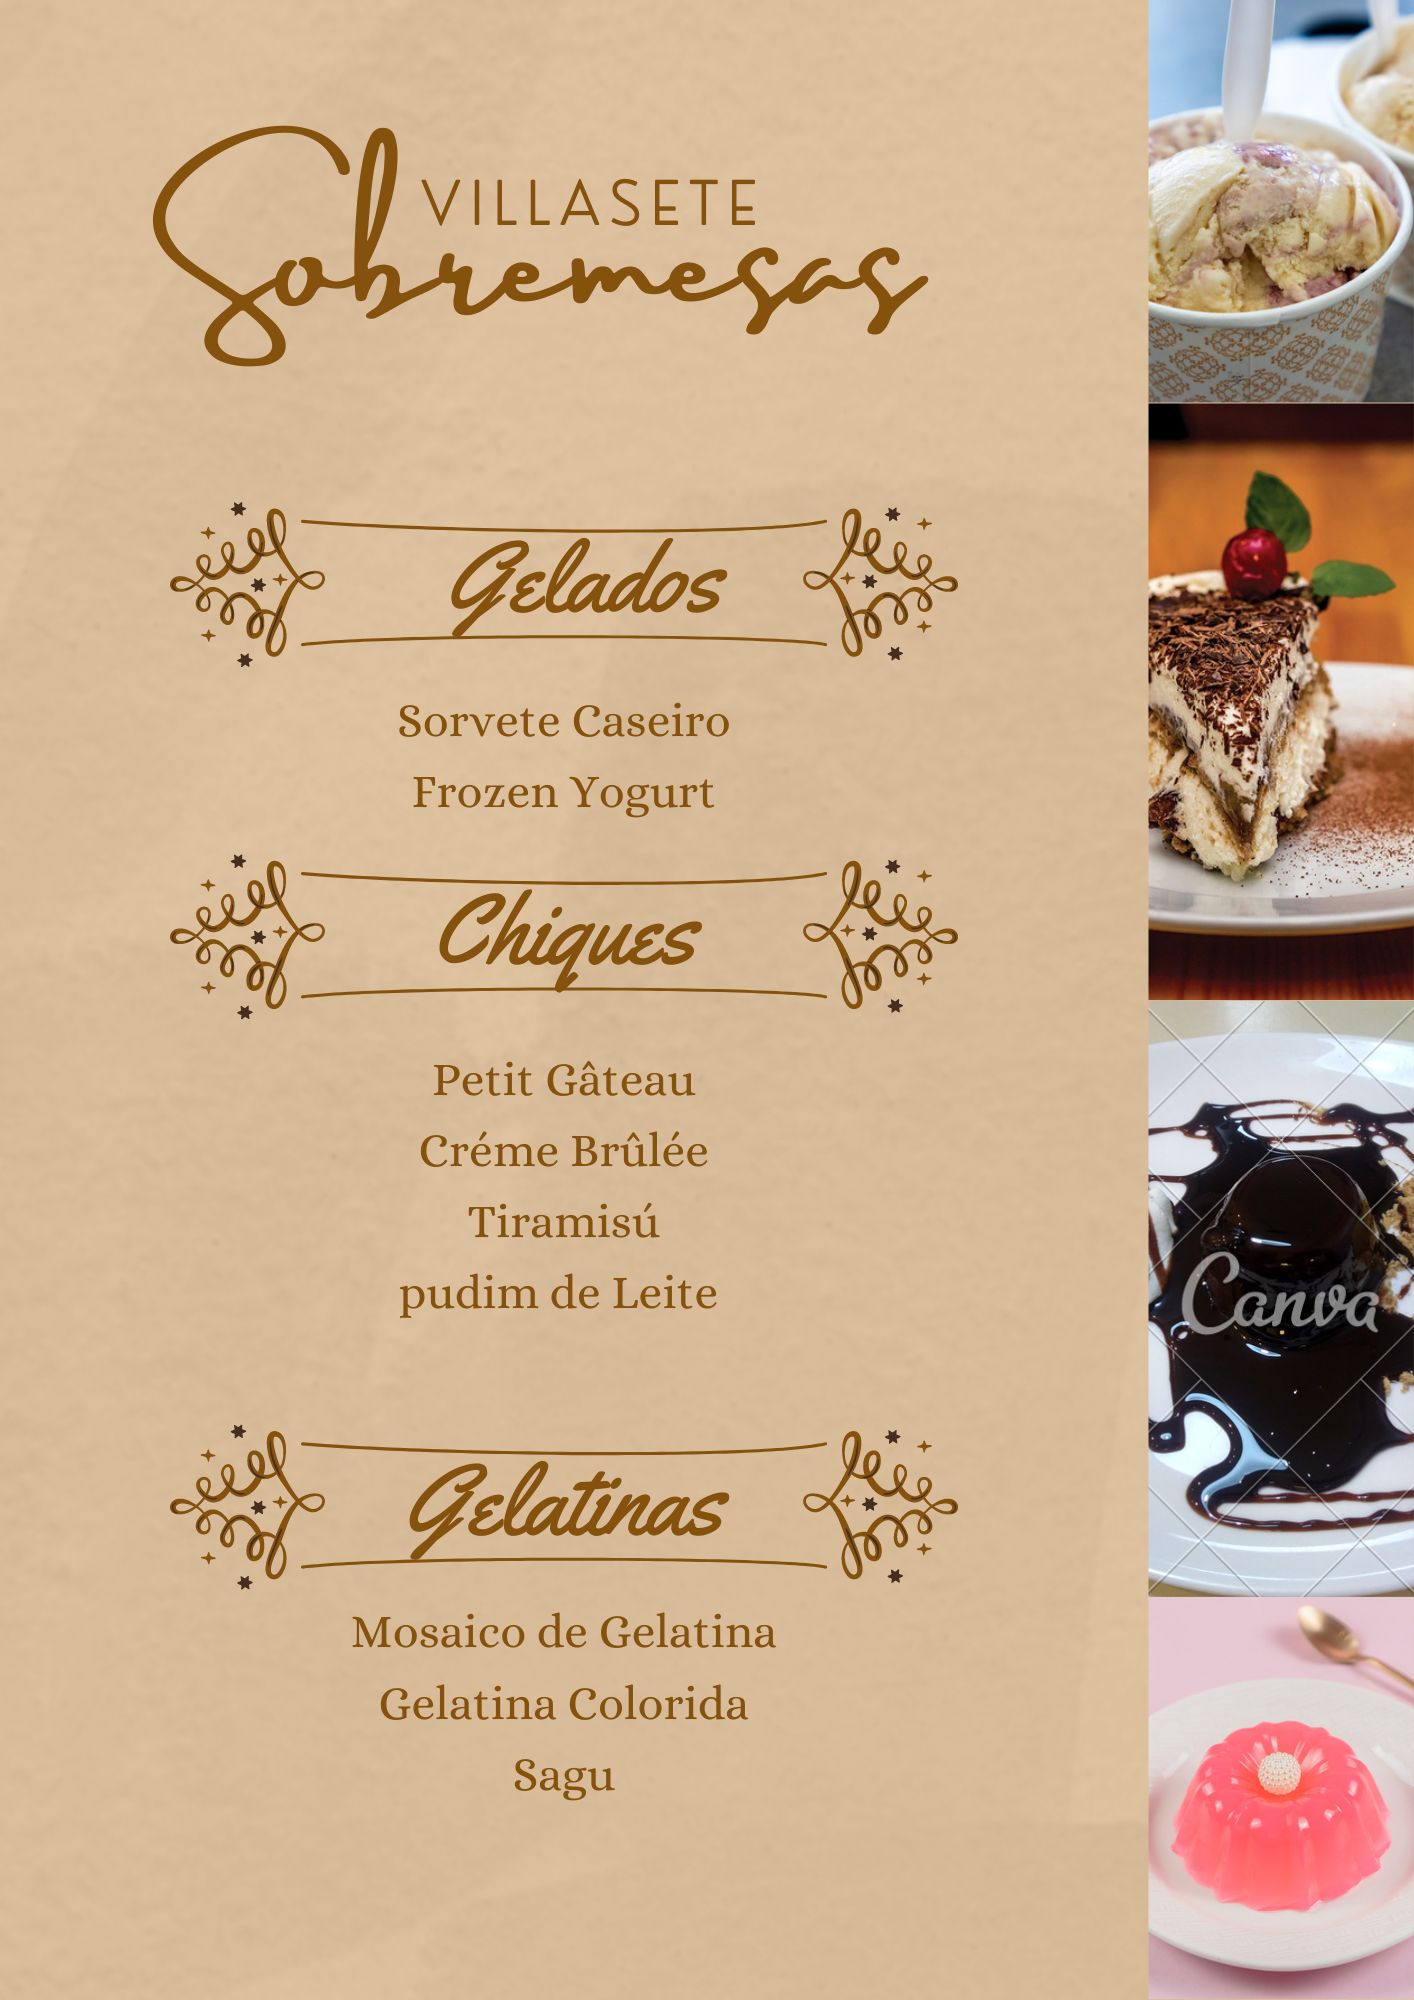 VILLASETE
Sobremesas
Gelados
Sorvete Caseiro
Frozen Yogurt
Chiques
Petit Gâteau
Créme Brûlée
Tiramisú
pudim de Leite
Canva
Gelatinas
Mosaico de Gelatina
Gelatina Colorida
Sagu